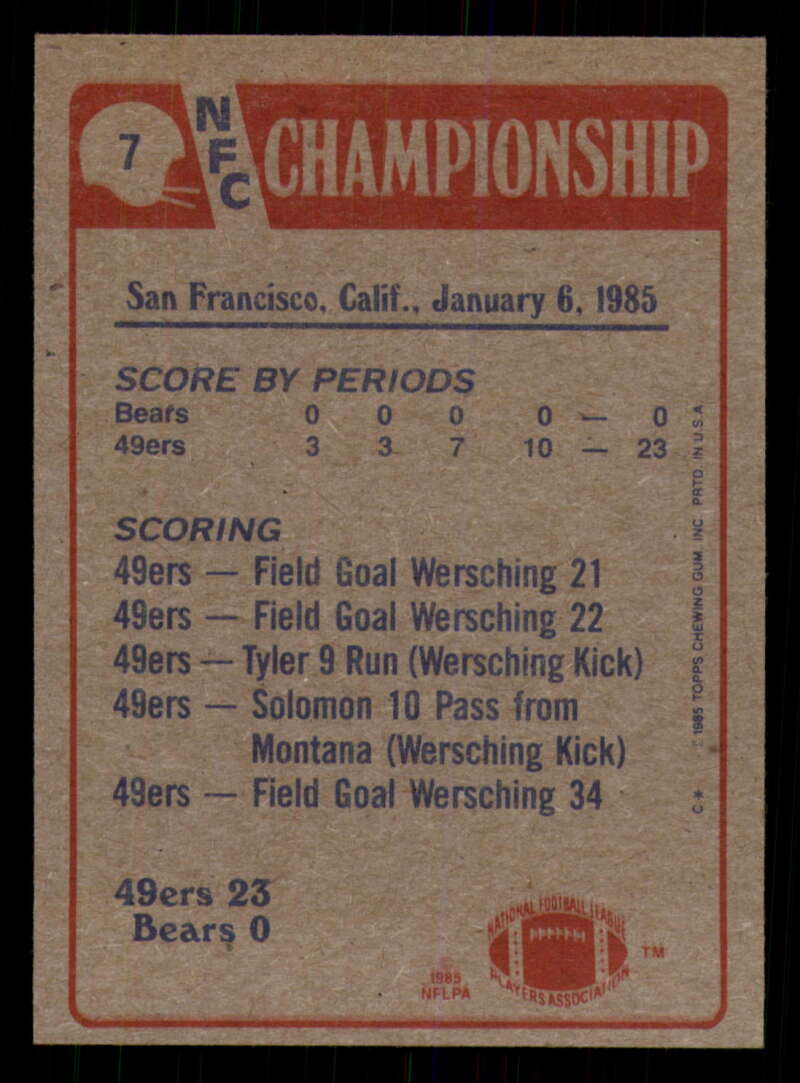 7
NFC CHAMPIONSHIP
San Francisco, Calif., January 6, 1985
SCORE BY PERIODS
Bears 0 0 0 0 — 0
49ers 3 3 7 10 — 23
SCORING
49ers — Field Goal Wersching 21
49ers — Field Goal Wersching 22
49ers — Tyler 9 Run (Wersching Kick)
49ers — Solomon 10 Pass from
Montana (Wersching Kick)
49ers — Field Goal Wersching 34
49ers 23
Bears 0
© 1985 NFLPA
NATIONAL FOOTBALL LEAGUE
PLAYERS ASSOCIATION
TM
C* © 1985 TOPPS CHEWING GUM, INC. PRTD. IN U.S.A.